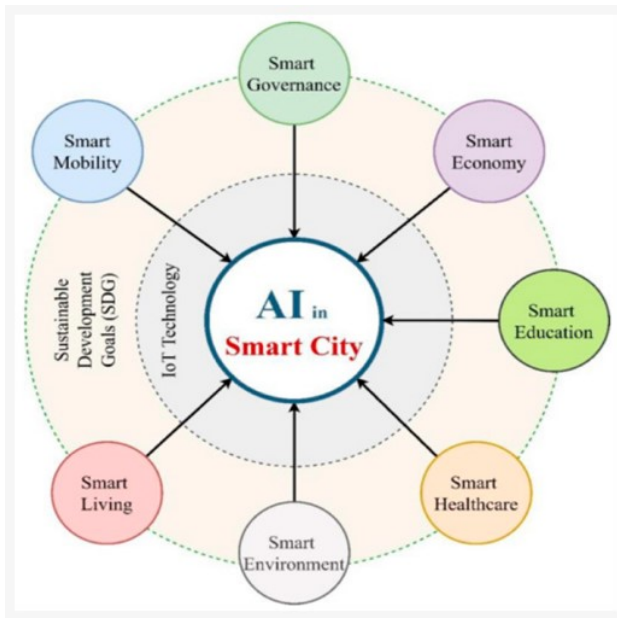 Smart
Governance
Smart
Mobility
Smart
Economy
Sustainable
Development
Goals (SDG)
IoT Technology
AI in
Smart City
Smart
Education
Smart
Living
Smart
Healthcare
Smart
Environment